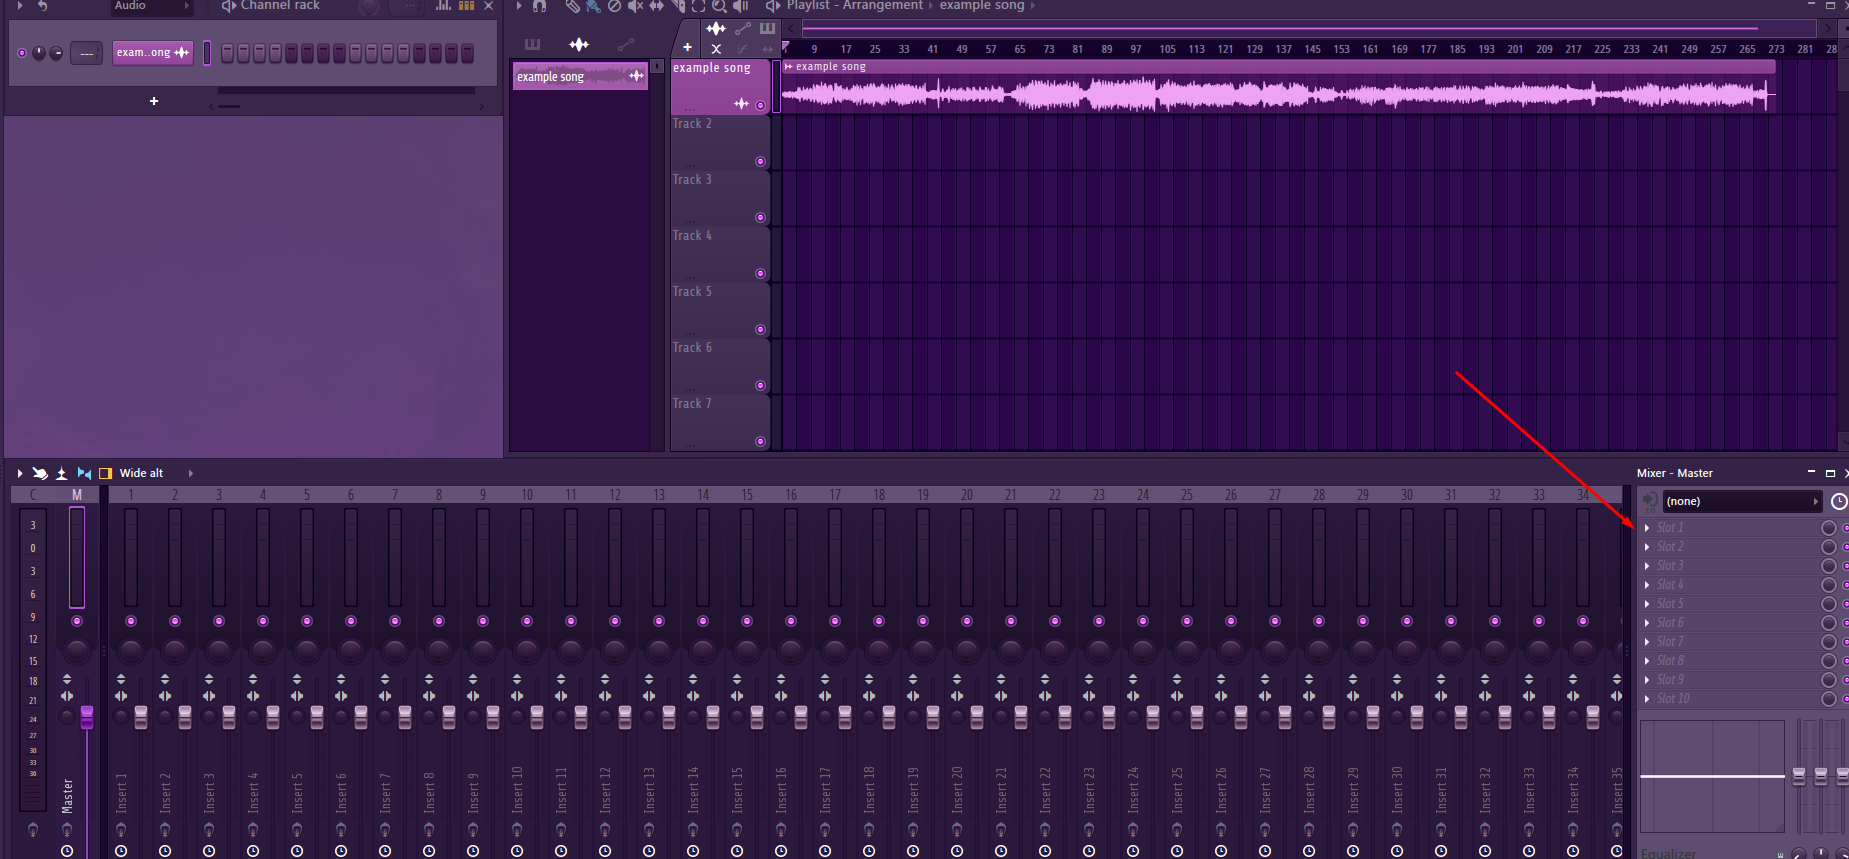 Audio
Channel rack
Playlist - Arrangement
example song
exam..ong
---
example song
9 17 25 33 41 49 57 65 73 81 89 97 105 113 121 129 137 145 153 161 169 177 185 193 201 209 217 225 233 241 249 257 265 273 281 28
example song
example song
Track 2
Track 3
Track 4
Track 5
Track 6
Track 7
Wide alt
Mixer - Master
C M 1 2 3 4 5 6 7 8 9 10 11 12 13 14 15 16 17 18 19 20 21 22 23 24 25 26 27 28 29 30 31 32 33 34
(none)
3
0
3
6
9
12
15
18
21
24
27
30
33
36
Slot 1
Slot 2
Slot 3
Slot 4
Slot 5
Slot 6
Slot 7
Slot 8
Slot 9
Slot 10
Master
Insert 1
Insert 2
Insert 3
Insert 4
Insert 5
Insert 6
Insert 7
Insert 8
Insert 9
Insert 10
Insert 11
Insert 12
Insert 13
Insert 14
Insert 15
Insert 16
Insert 17
Insert 18
Insert 19
Insert 20
Insert 21
Insert 22
Insert 23
Insert 24
Insert 25
Insert 26
Insert 27
Insert 28
Insert 29
Insert 30
Insert 31
Insert 32
Insert 33
Insert 34
Insert 35
Equalizer